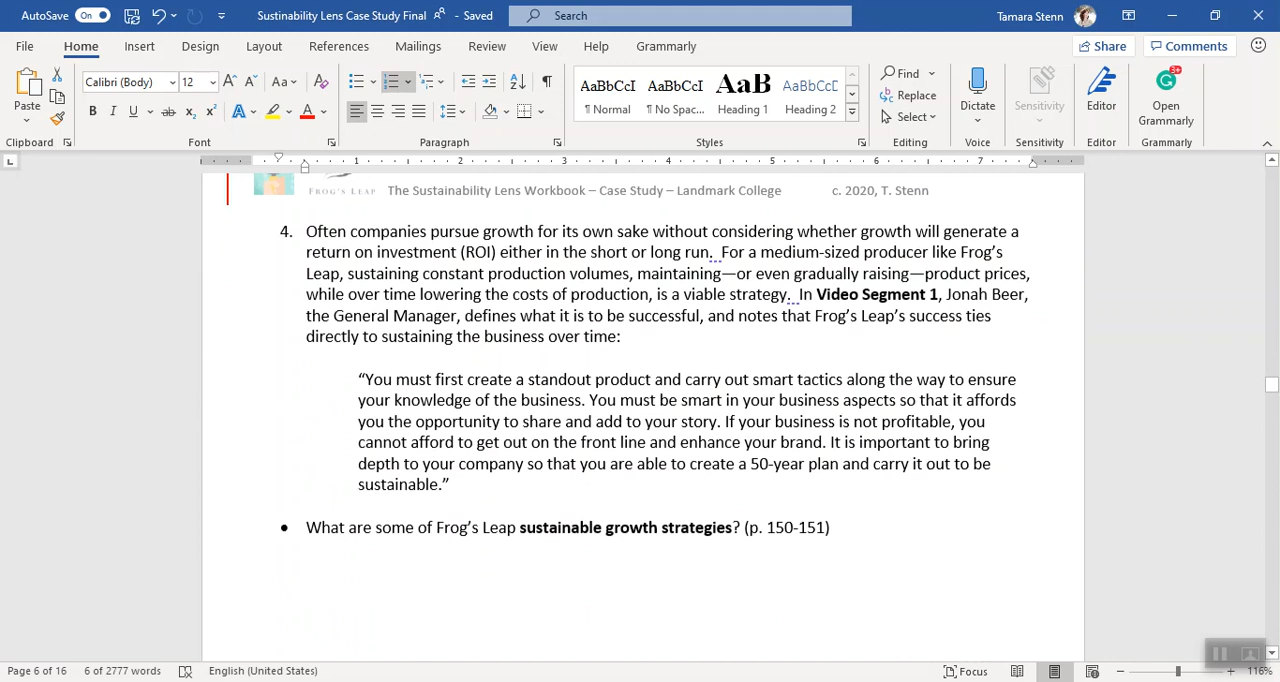 AutoSave On Sustinability Lens Case Study Final - Saved Search Tamara Stenn
File Home Insert Design Layout References Mailings Review View Help Grammarly Share Comments
Paste Calibri (Body) 12 Aa Find Replace Select Dictate Sensitivity Editor Open Grammarly
AaBbCcI AaBbCcI AaBb AaBbCcD
¶ Normal ¶ No Spac... Heading 1 Heading 2
Clipboard Font Paragraph Styles Editing Voice Sensitivity Editor Grammarly
1 2 3 4 5 6 7
FROG'S LEAP The Sustainability Lens Workbook – Case Study – Landmark College c. 2020, T. Stenn
4. Often companies pursue growth for its own sake without considering whether growth will generate a
return on investment (ROI) either in the short or long run. For a medium-sized producer like Frog’s
Leap, sustaining constant production volumes, maintaining—or even gradually raising—product prices,
while over time lowering the costs of production, is a viable strategy. In Video Segment 1, Jonah Beer,
the General Manager, defines what it is to be successful, and notes that Frog’s Leap’s success ties
directly to sustaining the business over time:
“You must first create a standout product and carry out smart tactics along the way to ensure
your knowledge of the business. You must be smart in your business aspects so that it affords
you the opportunity to share and add to your story. If your business is not profitable, you
cannot afford to get out on the front line and enhance your brand. It is important to bring
depth to your company so that you are able to create a 50-year plan and carry it out to be
sustainable.”
• What are some of Frog’s Leap sustainable growth strategies? (p. 150-151)
Page 6 of 16 6 of 2777 words English (United States) Focus 116%